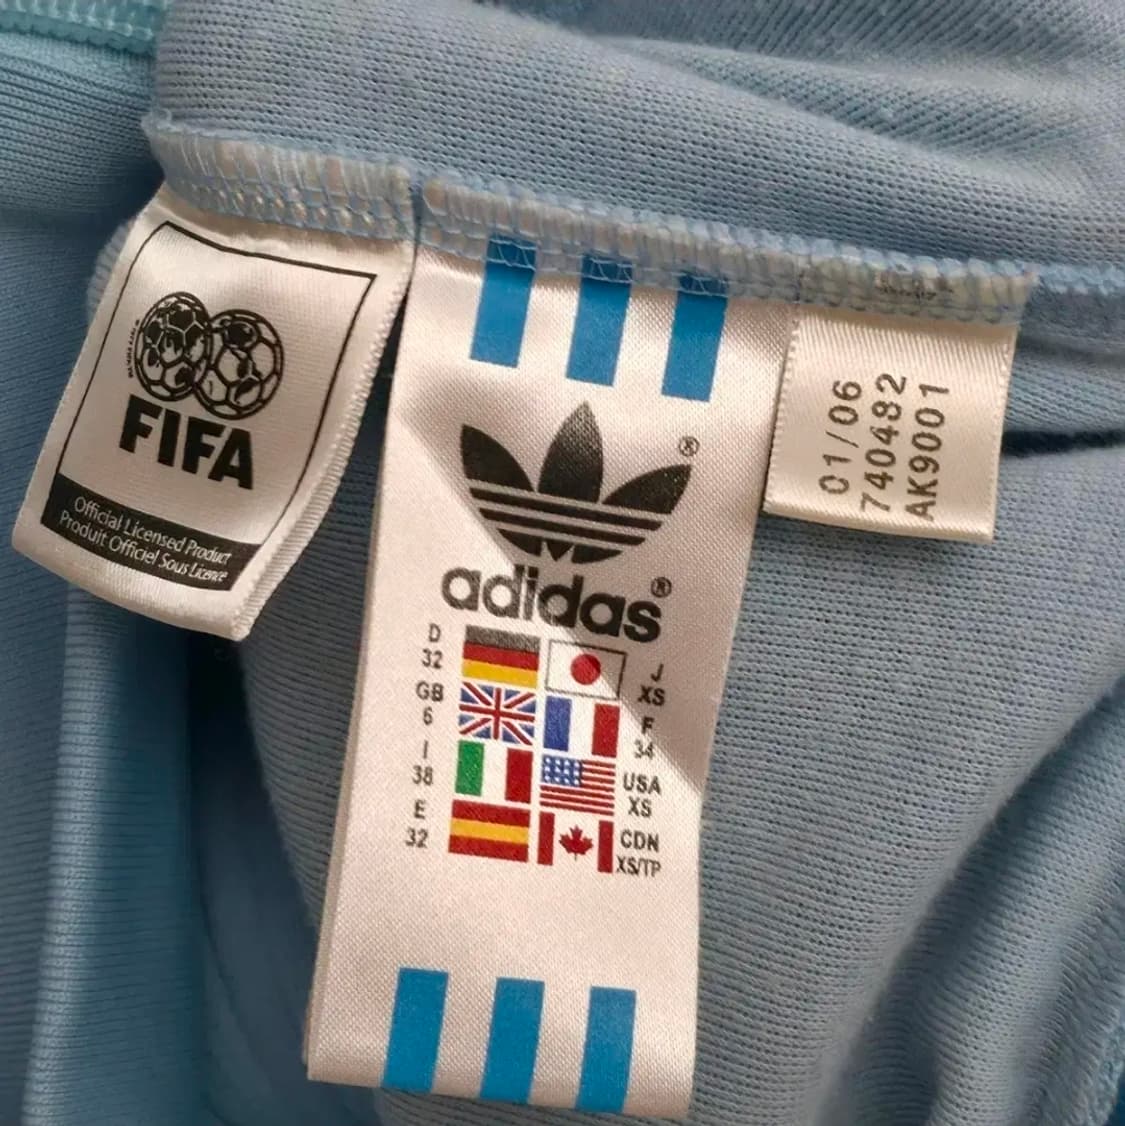 FIFA
Official Licensed Product
Produit Officiel Sous Licence
®
adidas®
D
32
J
XS
GB
6
F
34
I
38
USA
XS
E
32
CDN
XS/TP
01/06
740482
AK9001